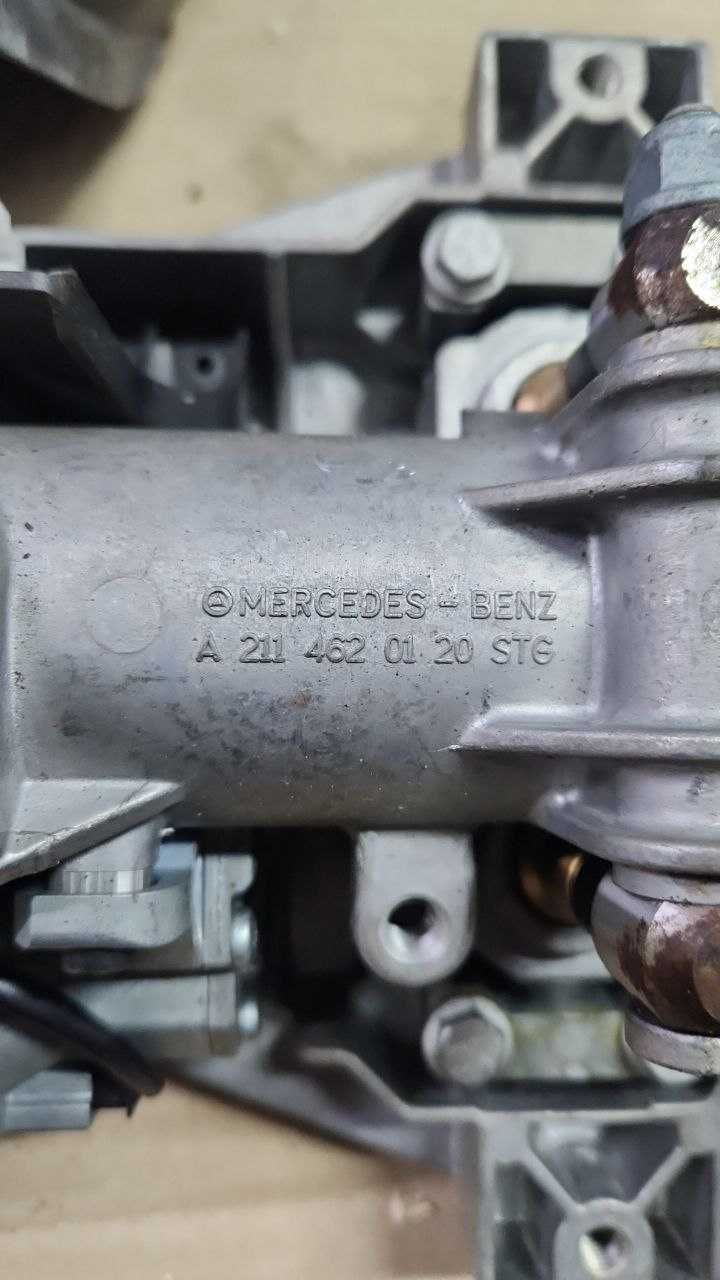 MERCEDES - BENZ
A 211 462 01 20 STG